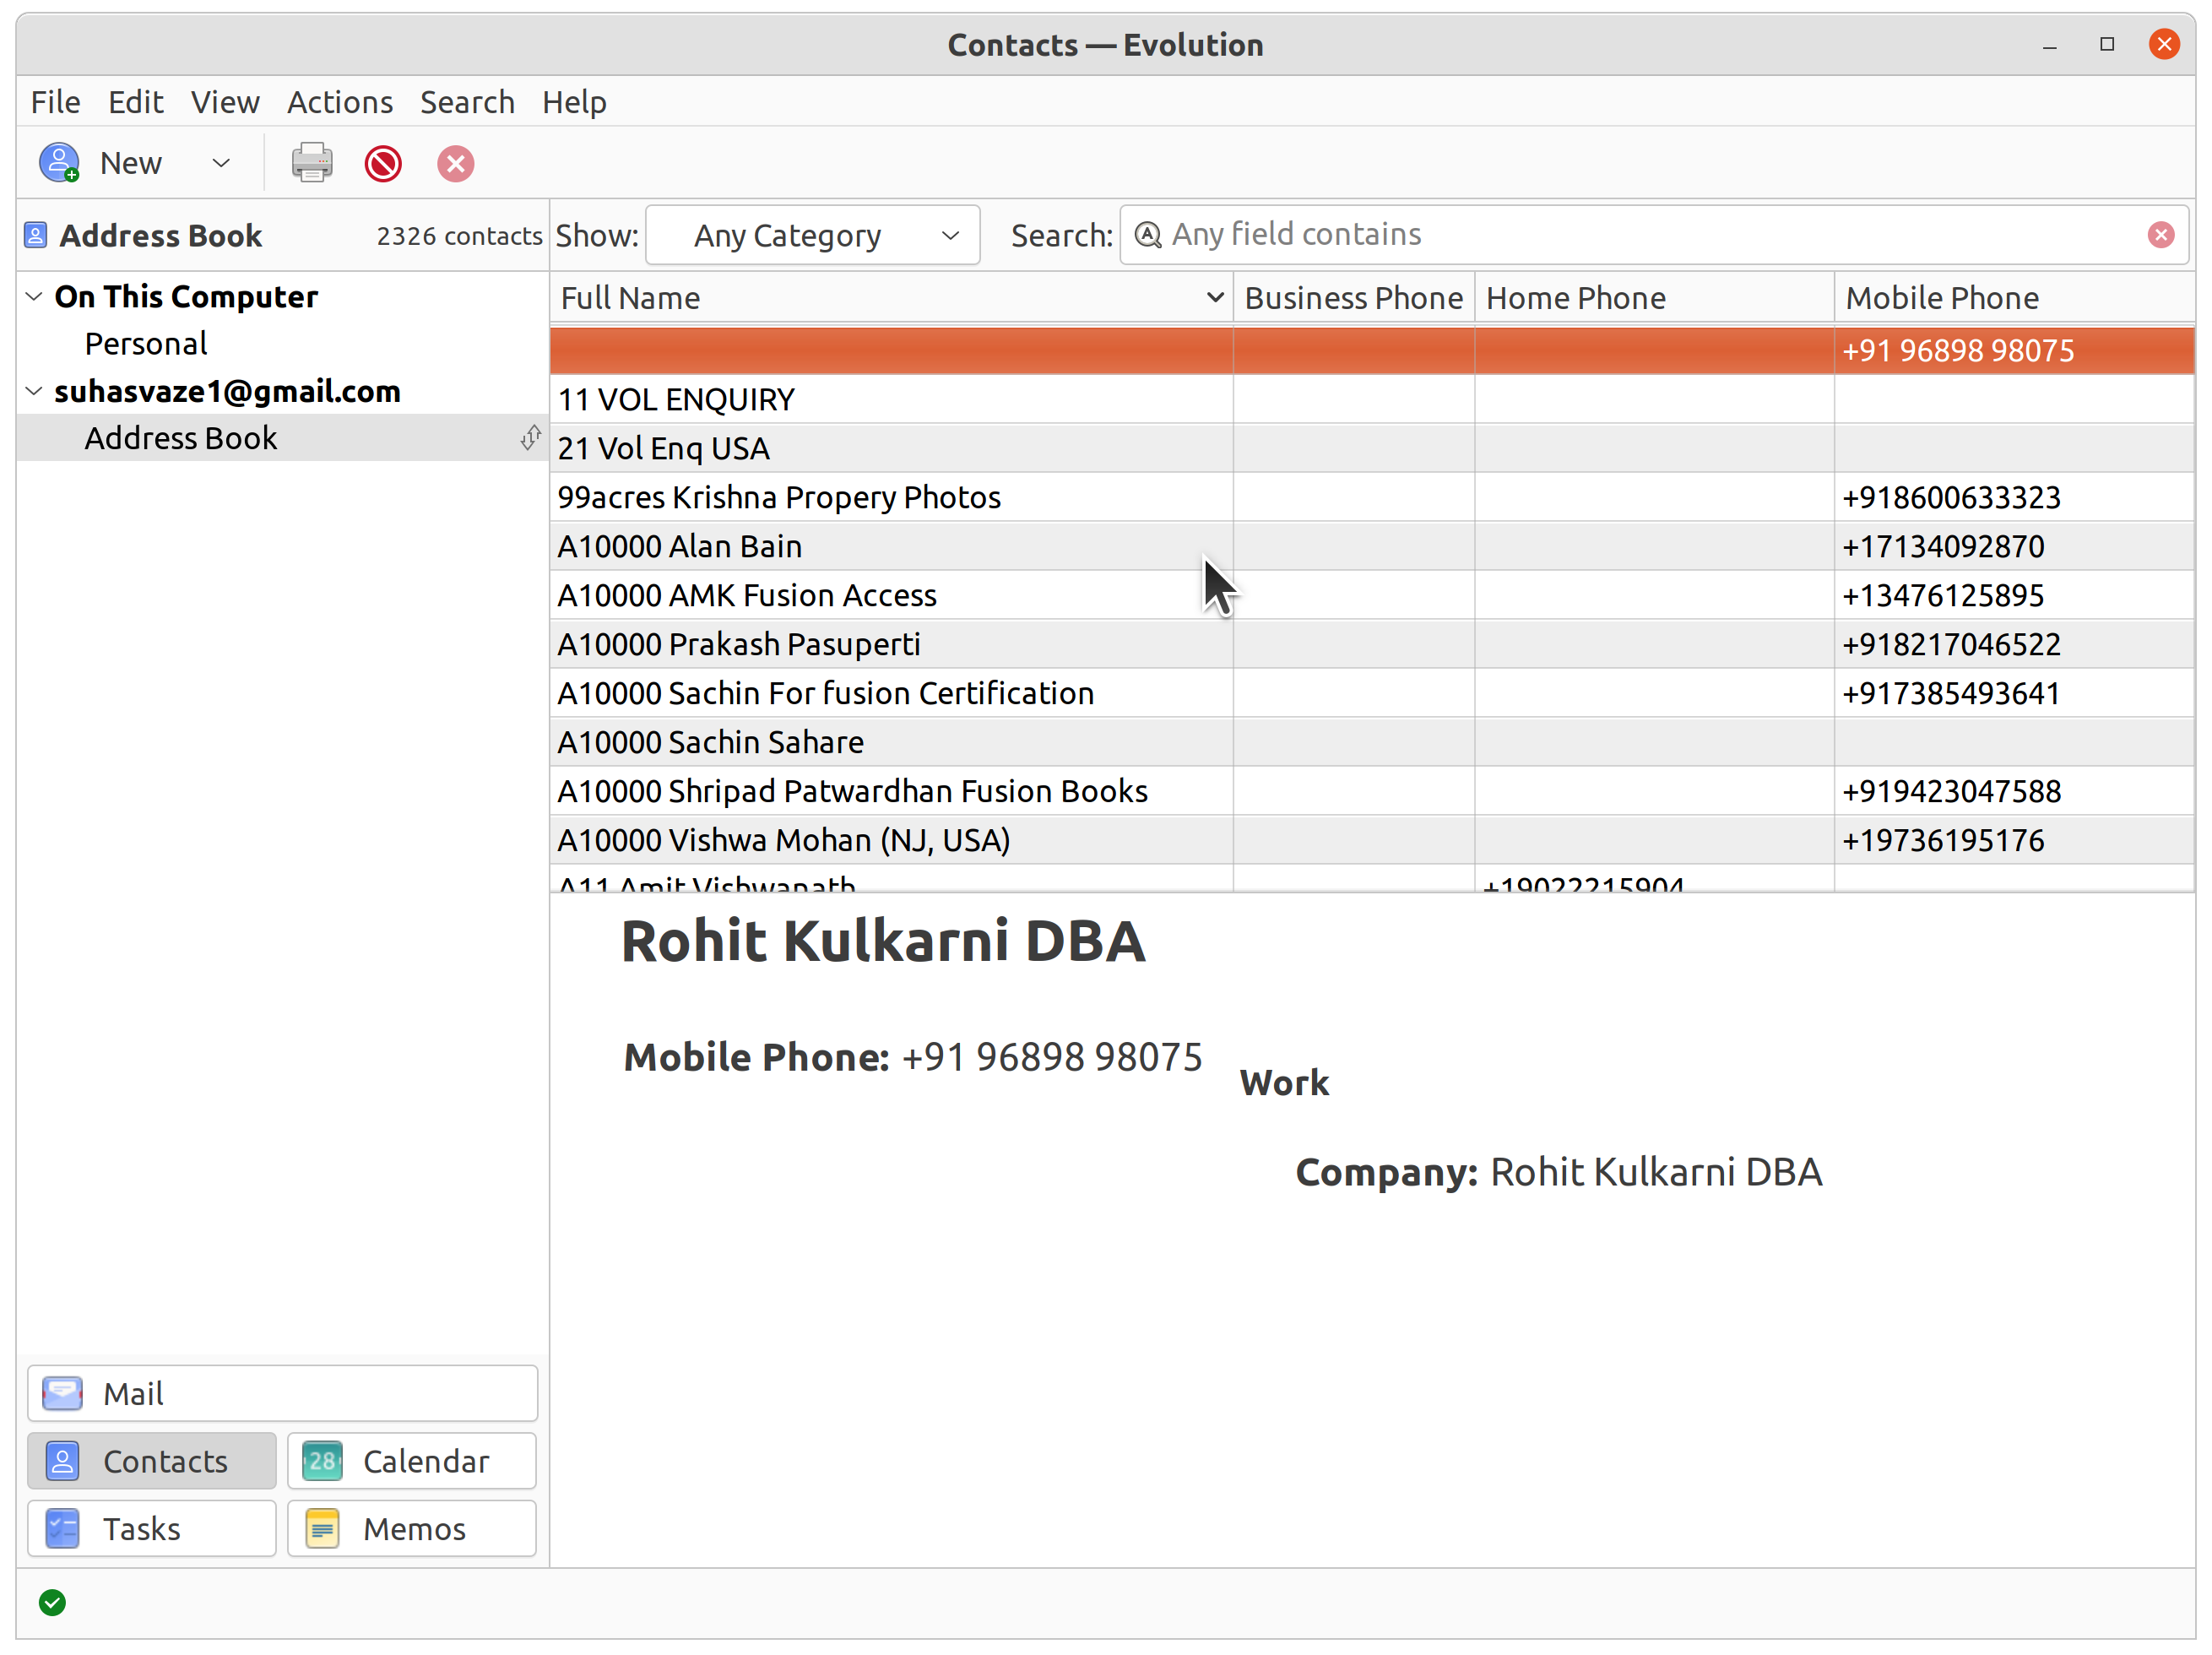 Contacts — Evolution
File Edit View Actions Search Help
New
Address Book 2326 contacts Show: Any Category Search: Any field contains
On This Computer
Personal
suhasvaze1@gmail.com
Address Book
Full Name Business Phone Home Phone Mobile Phone
+91 96898 98075
11 VOL ENQUIRY
21 Vol Enq USA
99acres Krishna Propery Photos +918600633323
A10000 Alan Bain +17134092870
A10000 AMK Fusion Access +13476125895
A10000 Prakash Pasuperti +918217046522
A10000 Sachin For fusion Certification +917385493641
A10000 Sachin Sahare
A10000 Shripad Patwardhan Fusion Books +919423047588
A10000 Vishwa Mohan (NJ, USA) +19736195176
A11 Amit Vishwanath +19022215904
Rohit Kulkarni DBA
Mobile Phone: +91 96898 98075
Work
Company: Rohit Kulkarni DBA
Mail
Contacts
28 Calendar
Tasks
Memos